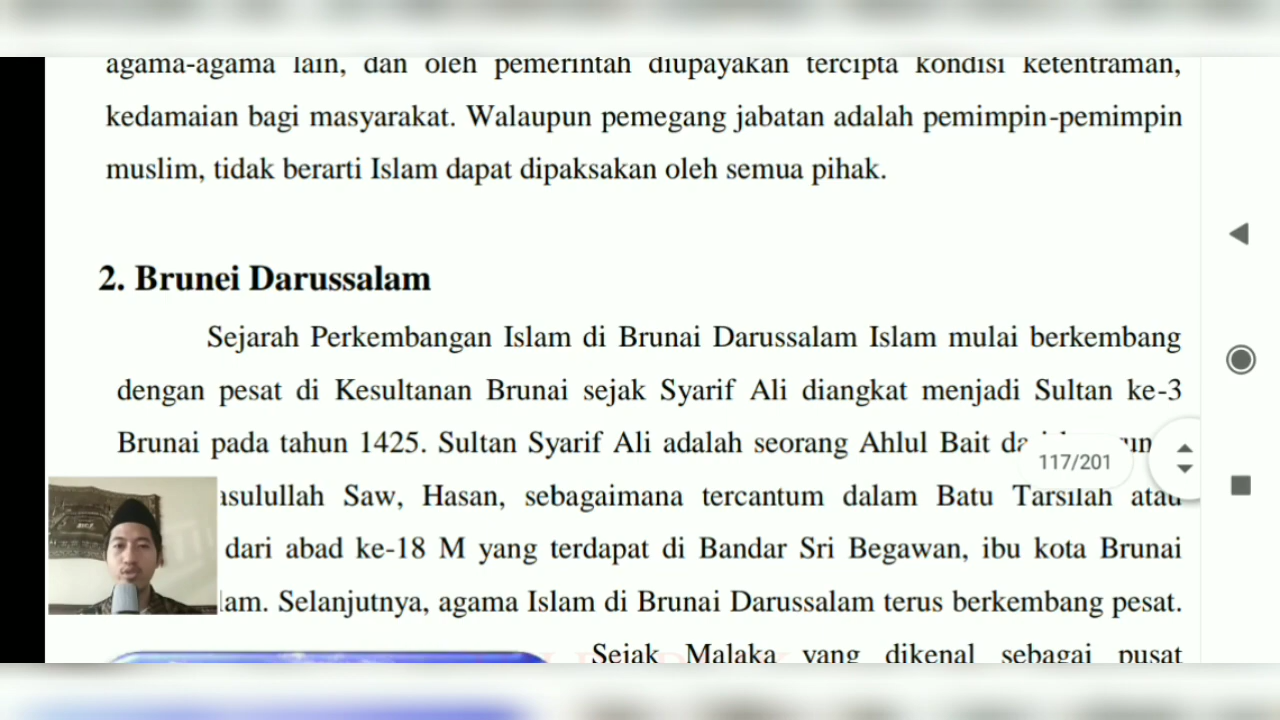 agama-agama lain, dan oleh pemerintah diupayakan tercipta kondisi ketentraman,
kedamaian bagi masyarakat. Walaupun pemegang jabatan adalah pemimpin-pemimpin
muslim, tidak berarti Islam dapat dipaksakan oleh semua pihak.
2. Brunei Darussalam
Sejarah Perkembangan Islam di Brunai Darussalam Islam mulai berkembang
dengan pesat di Kesultanan Brunai sejak Syarif Ali diangkat menjadi Sultan ke-3
Brunai pada tahun 1425. Sultan Syarif Ali adalah seorang Ahlul Bait
117/201
asulullah Saw, Hasan, sebagaimana tercantum dalam Batu Tarsilah atau
dari abad ke-18 M yang terdapat di Bandar Sri Begawan, ibu kota Brunai
lam. Selanjutnya, agama Islam di Brunai Darussalam terus berkembang pesat.
Sejak Malaka yang dikenal sebagai pusat